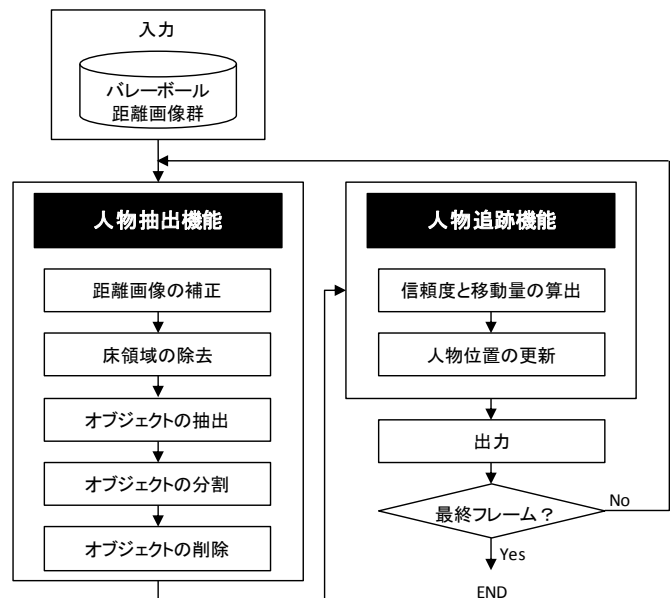 入力
バレーボール
距離画像群
人物抽出機能
距離画像の補正
床領域の除去
オブジェクトの抽出
オブジェクトの分割
オブジェクトの削除
人物追跡機能
信頼度と移動量の算出
人物位置の更新
出力
最終フレーム?
No
Yes
END